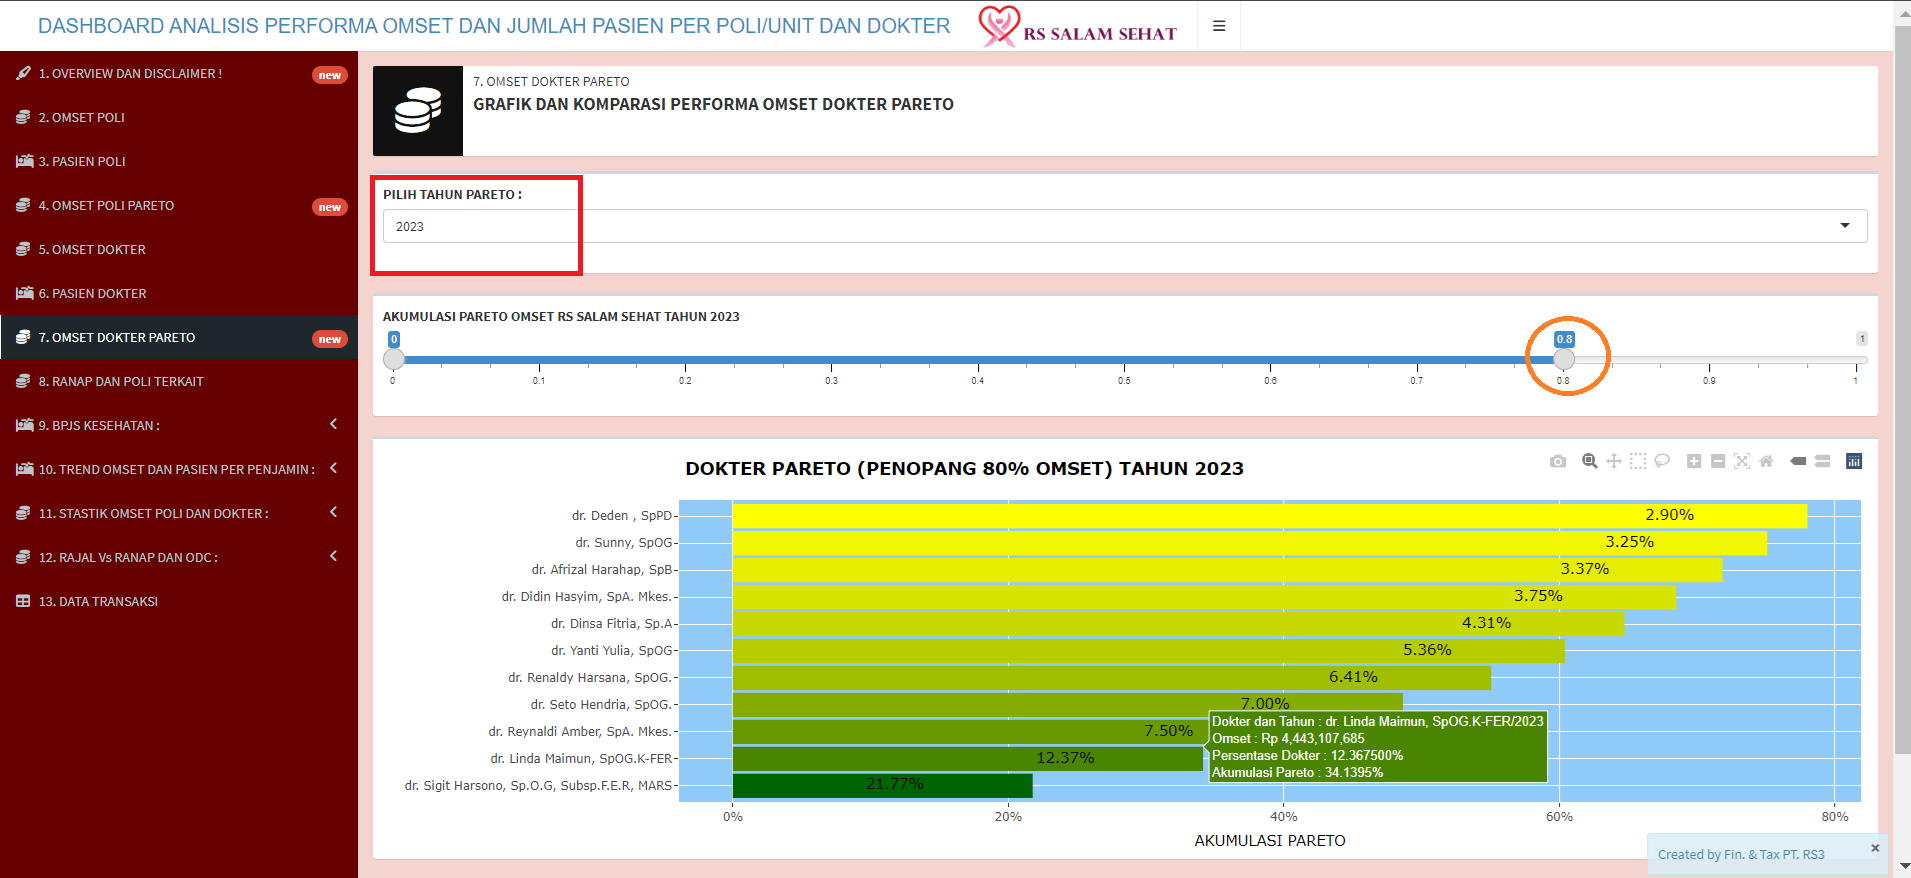 DASHBOARD ANALISIS PERFORMA OMSET DAN JUMLAH PASIEN PER POLI/UNIT DAN DOKTER
RS SALAM SEHAT
1. OVERVIEW DAN DISCLAIMER ! new
2. OMSET POLI
3. PASIEN POLI
4. OMSET POLI PARETO new
5. OMSET DOKTER
6. PASIEN DOKTER
7. OMSET DOKTER PARETO new
8. RANAP DAN POLI TERKAIT
9. BPJS KESEHATAN :
10. TREND OMSET DAN PASIEN PER PENJAMIN :
11. STASTIK OMSET POLI DAN DOKTER :
12. RAJAL Vs RANAP DAN ODC :
13. DATA TRANSAKSI
7. OMSET DOKTER PARETO
GRAFIK DAN KOMPARASI PERFORMA OMSET DOKTER PARETO
PILIH TAHUN PARETO :
2023
AKUMULASI PARETO OMSET RS SALAM SEHAT TAHUN 2023
0 0.8 1
0 0.1 0.2 0.3 0.4 0.5 0.6 0.7 0.8 0.9 1
DOKTER PARETO (PENOPANG 80% OMSET) TAHUN 2023
dr. Deden , SpPD 2.90%
dr. Sunny, SpOG 3.25%
dr. Afrizal Harahap, SpB 3.37%
dr. Didin Hasyim, SpA. Mkes. 3.75%
dr. Dinsa Fitria, Sp.A 4.31%
dr. Yanti Yulia, SpOG 5.36%
dr. Renaldy Harsana, SpOG. 6.41%
dr. Seto Hendria, SpOG. 7.00%
dr. Reynaldi Amber, SpA. Mkes. 7.50%
dr. Linda Maimun, SpOG.K-FER 12.37%
dr. Sigit Harsono, Sp.O.G, Subsp.F.E.R, MARS 21.77%
Dokter dan Tahun : dr. Linda Maimun, SpOG.K-FER/2023
Omset : Rp 4,443,107,685
Persentase Dokter : 12.367500%
Akumulasi Pareto : 34.1395%
0% 20% 40% 60% 80%
AKUMULASI PARETO
Created by Fin. & Tax PT. RS3 ×